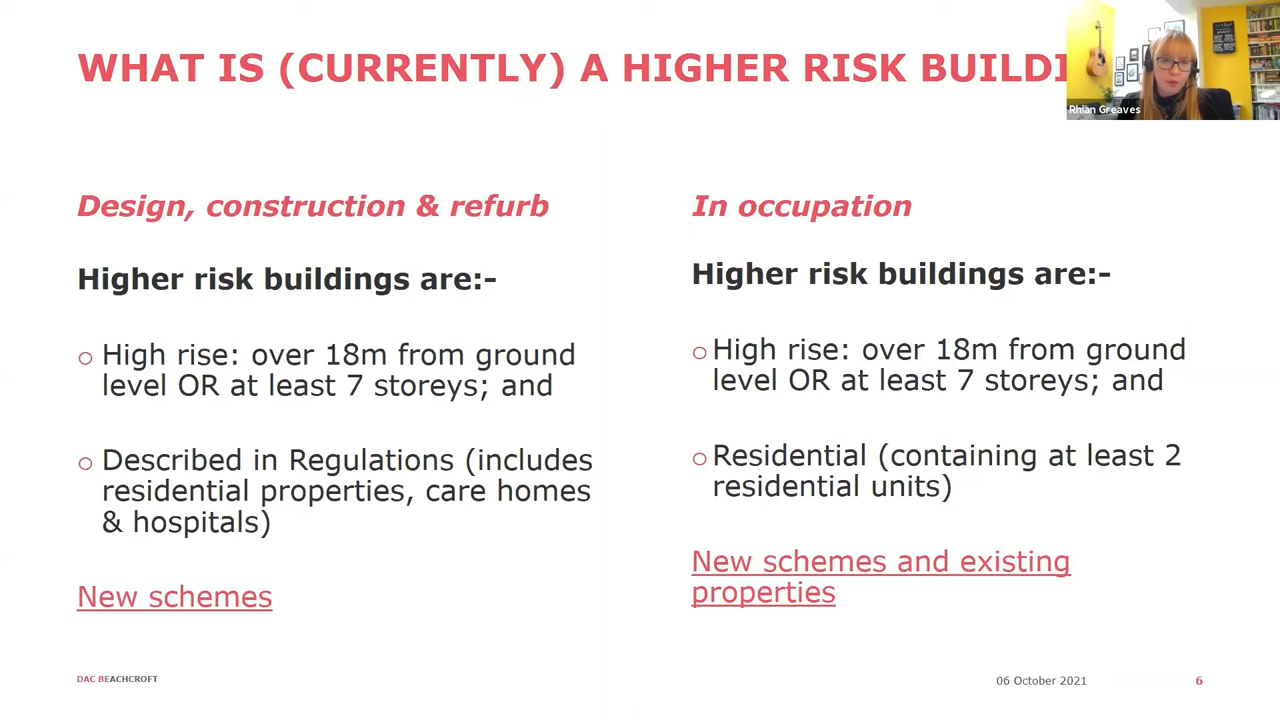 WHAT IS (CURRENTLY) A HIGHER RISK BUILDI
Rhian Greaves
Design, construction & refurb
Higher risk buildings are:-
o High rise: over 18m from ground
level OR at least 7 storeys; and
o Described in Regulations (includes
residential properties, care homes
& hospitals)
New schemes
In occupation
Higher risk buildings are:-
o High rise: over 18m from ground
level OR at least 7 storeys; and
o Residential (containing at least 2
residential units)
New schemes and existing
properties
DAC BEACHCROFT
06 October 2021
6